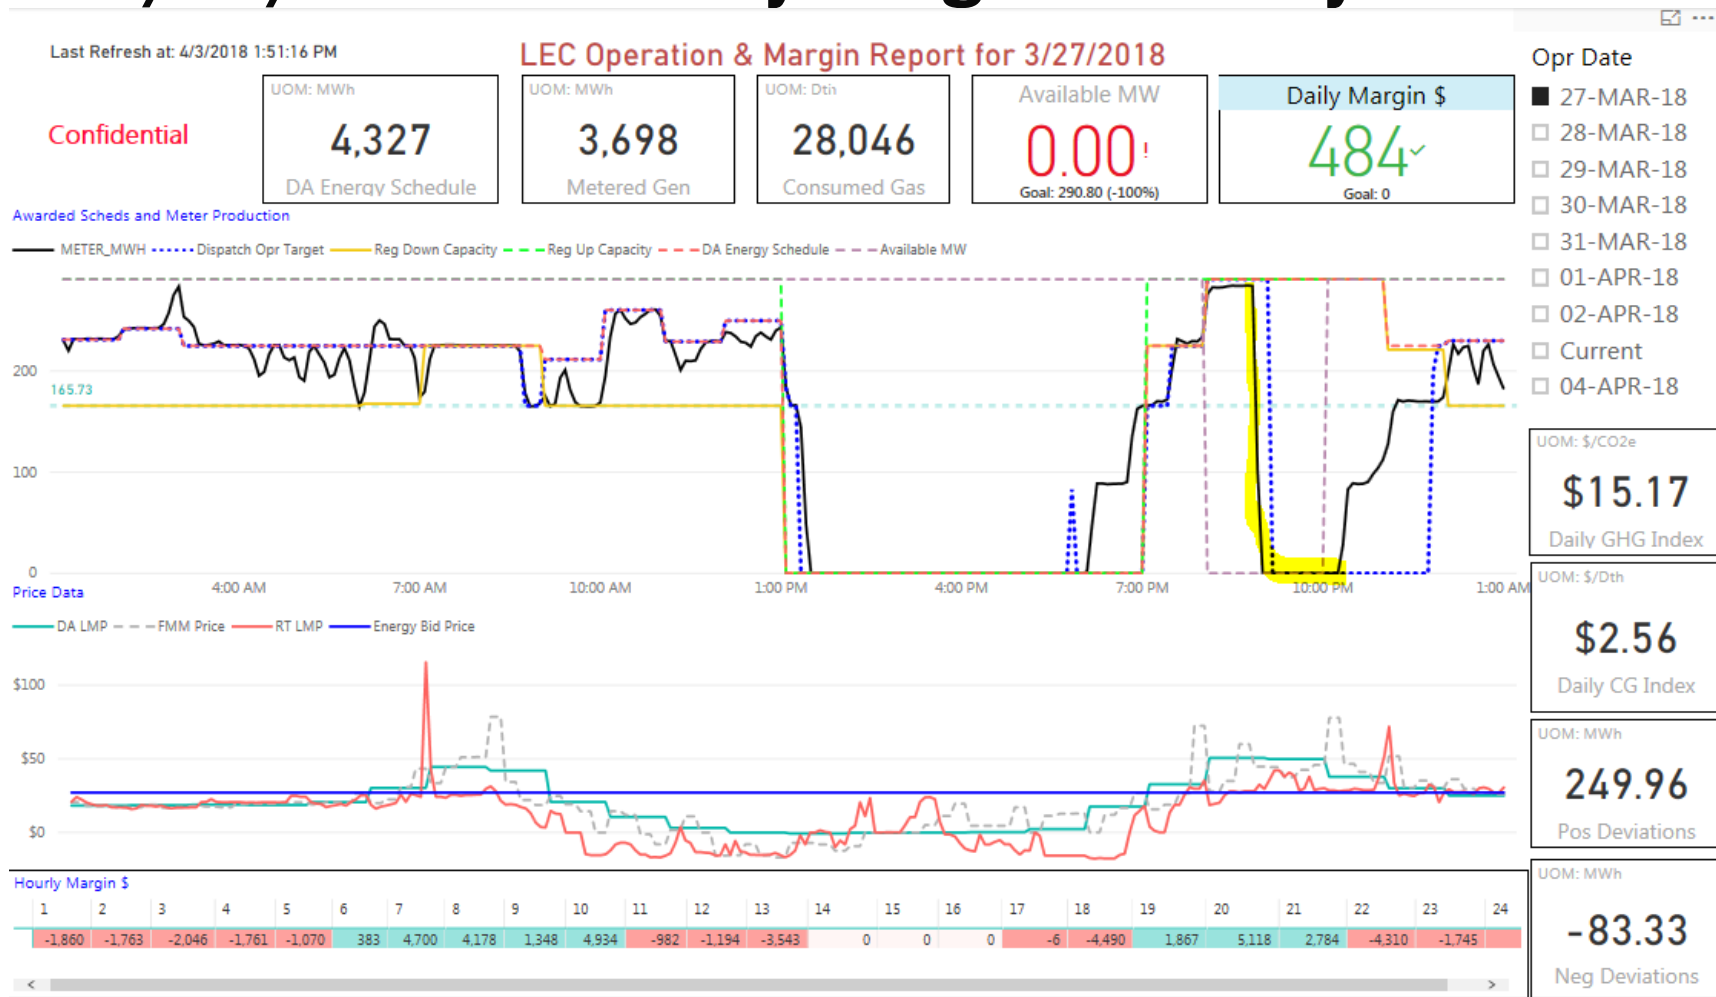 Last Refresh at: 4/3/2018 1:51:16 PM
LEC Operation & Margin Report for 3/27/2018
Confidential
UOM: MWh
4,327
DA Energy Schedule
UOM: MWh
3,698
Metered Gen
UOM: Dth
28,046
Consumed Gas
Available MW
0.00!
Goal: 290.80 (-100%)
Daily Margin $
484
Goal: 0
Opr Date
27-MAR-18
28-MAR-18
29-MAR-18
30-MAR-18
31-MAR-18
01-APR-18
02-APR-18
Current
04-APR-18
Awarded Scheds and Meter Production
METER_MWH Dispatch Opr Target Reg Down Capacity Reg Up Capacity DA Energy Schedule Available MW
200
165.73
100
0
4:00 AM 7:00 AM 10:00 AM 1:00 PM 4:00 PM 7:00 PM 10:00 PM 1:00 AM
Price Data
DA LMP FMM Price RT LMP Energy Bid Price
$100
$50
$0
UOM: $/CO2e
$15.17
Daily GHG Index
UOM: $/Dth
$2.56
Daily CG Index
UOM: MWh
249.96
Pos Deviations
UOM: MWh
-83.33
Neg Deviations
Hourly Margin $
1 2 3 4 5 6 7 8 9 10 11 12 13 14 15 16 17 18 19 20 21 22 23 24
-1,860 -1,763 -2,046 -1,761 -1,070 383 4,700 4,178 1,348 4,934 -982 -1,194 -3,543 0 0 0 -6 -4,490 1,867 5,118 2,784 -4,310 -1,745